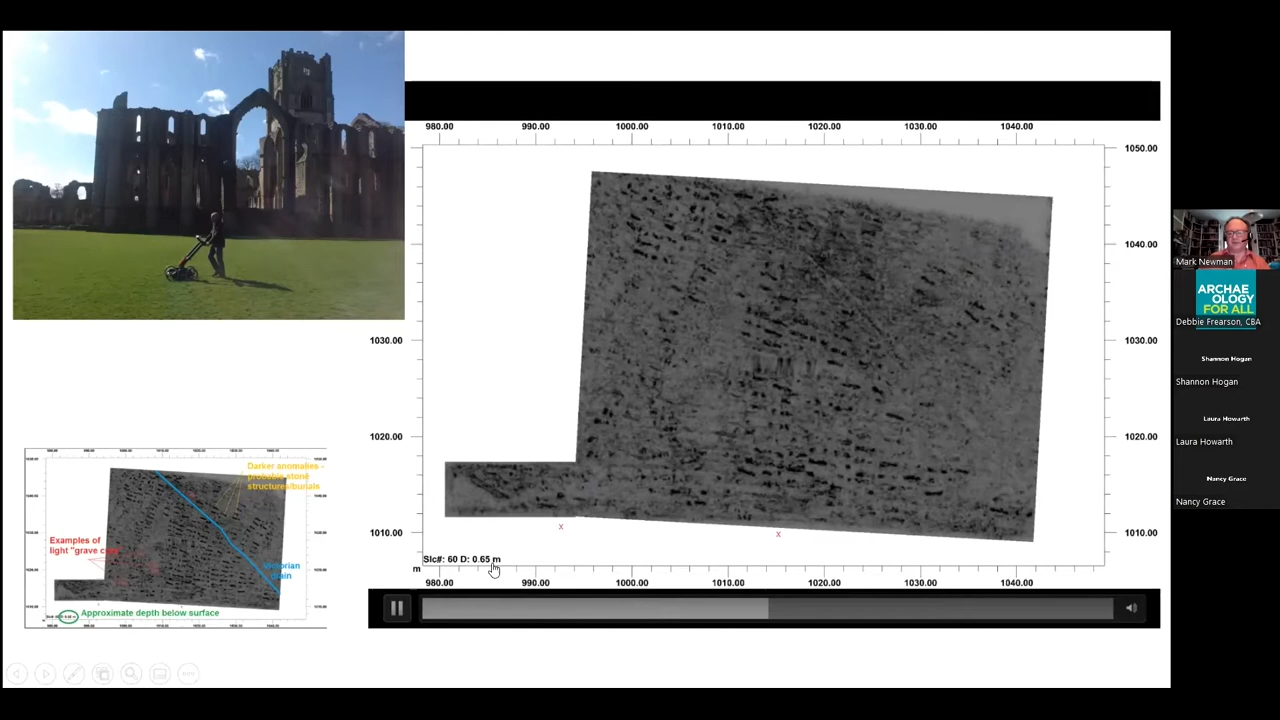 980.00 990.00 1000.00 1010.00 1020.00 1030.00 1040.00
1050.00
1040.00
1030.00 1030.00
1020.00 1020.00
1010.00 1010.00
x x
Slc#: 60 D: 0.65 m
m
980.00 990.00 1000.00 1010.00 1020.00 1030.00 1040.00
Darker anomalies -
probable stone
structures/burials
Examples of
light "grave
Approximate depth below surface
AUTO
Mark Newman
ARCHAE
OLOGY
FOR ALL
Debbie Frearson, CBA
Shannon Hogan
Shannon Hogan
Laura Howarth
Laura Howarth
Nancy Grace
Nancy Grace